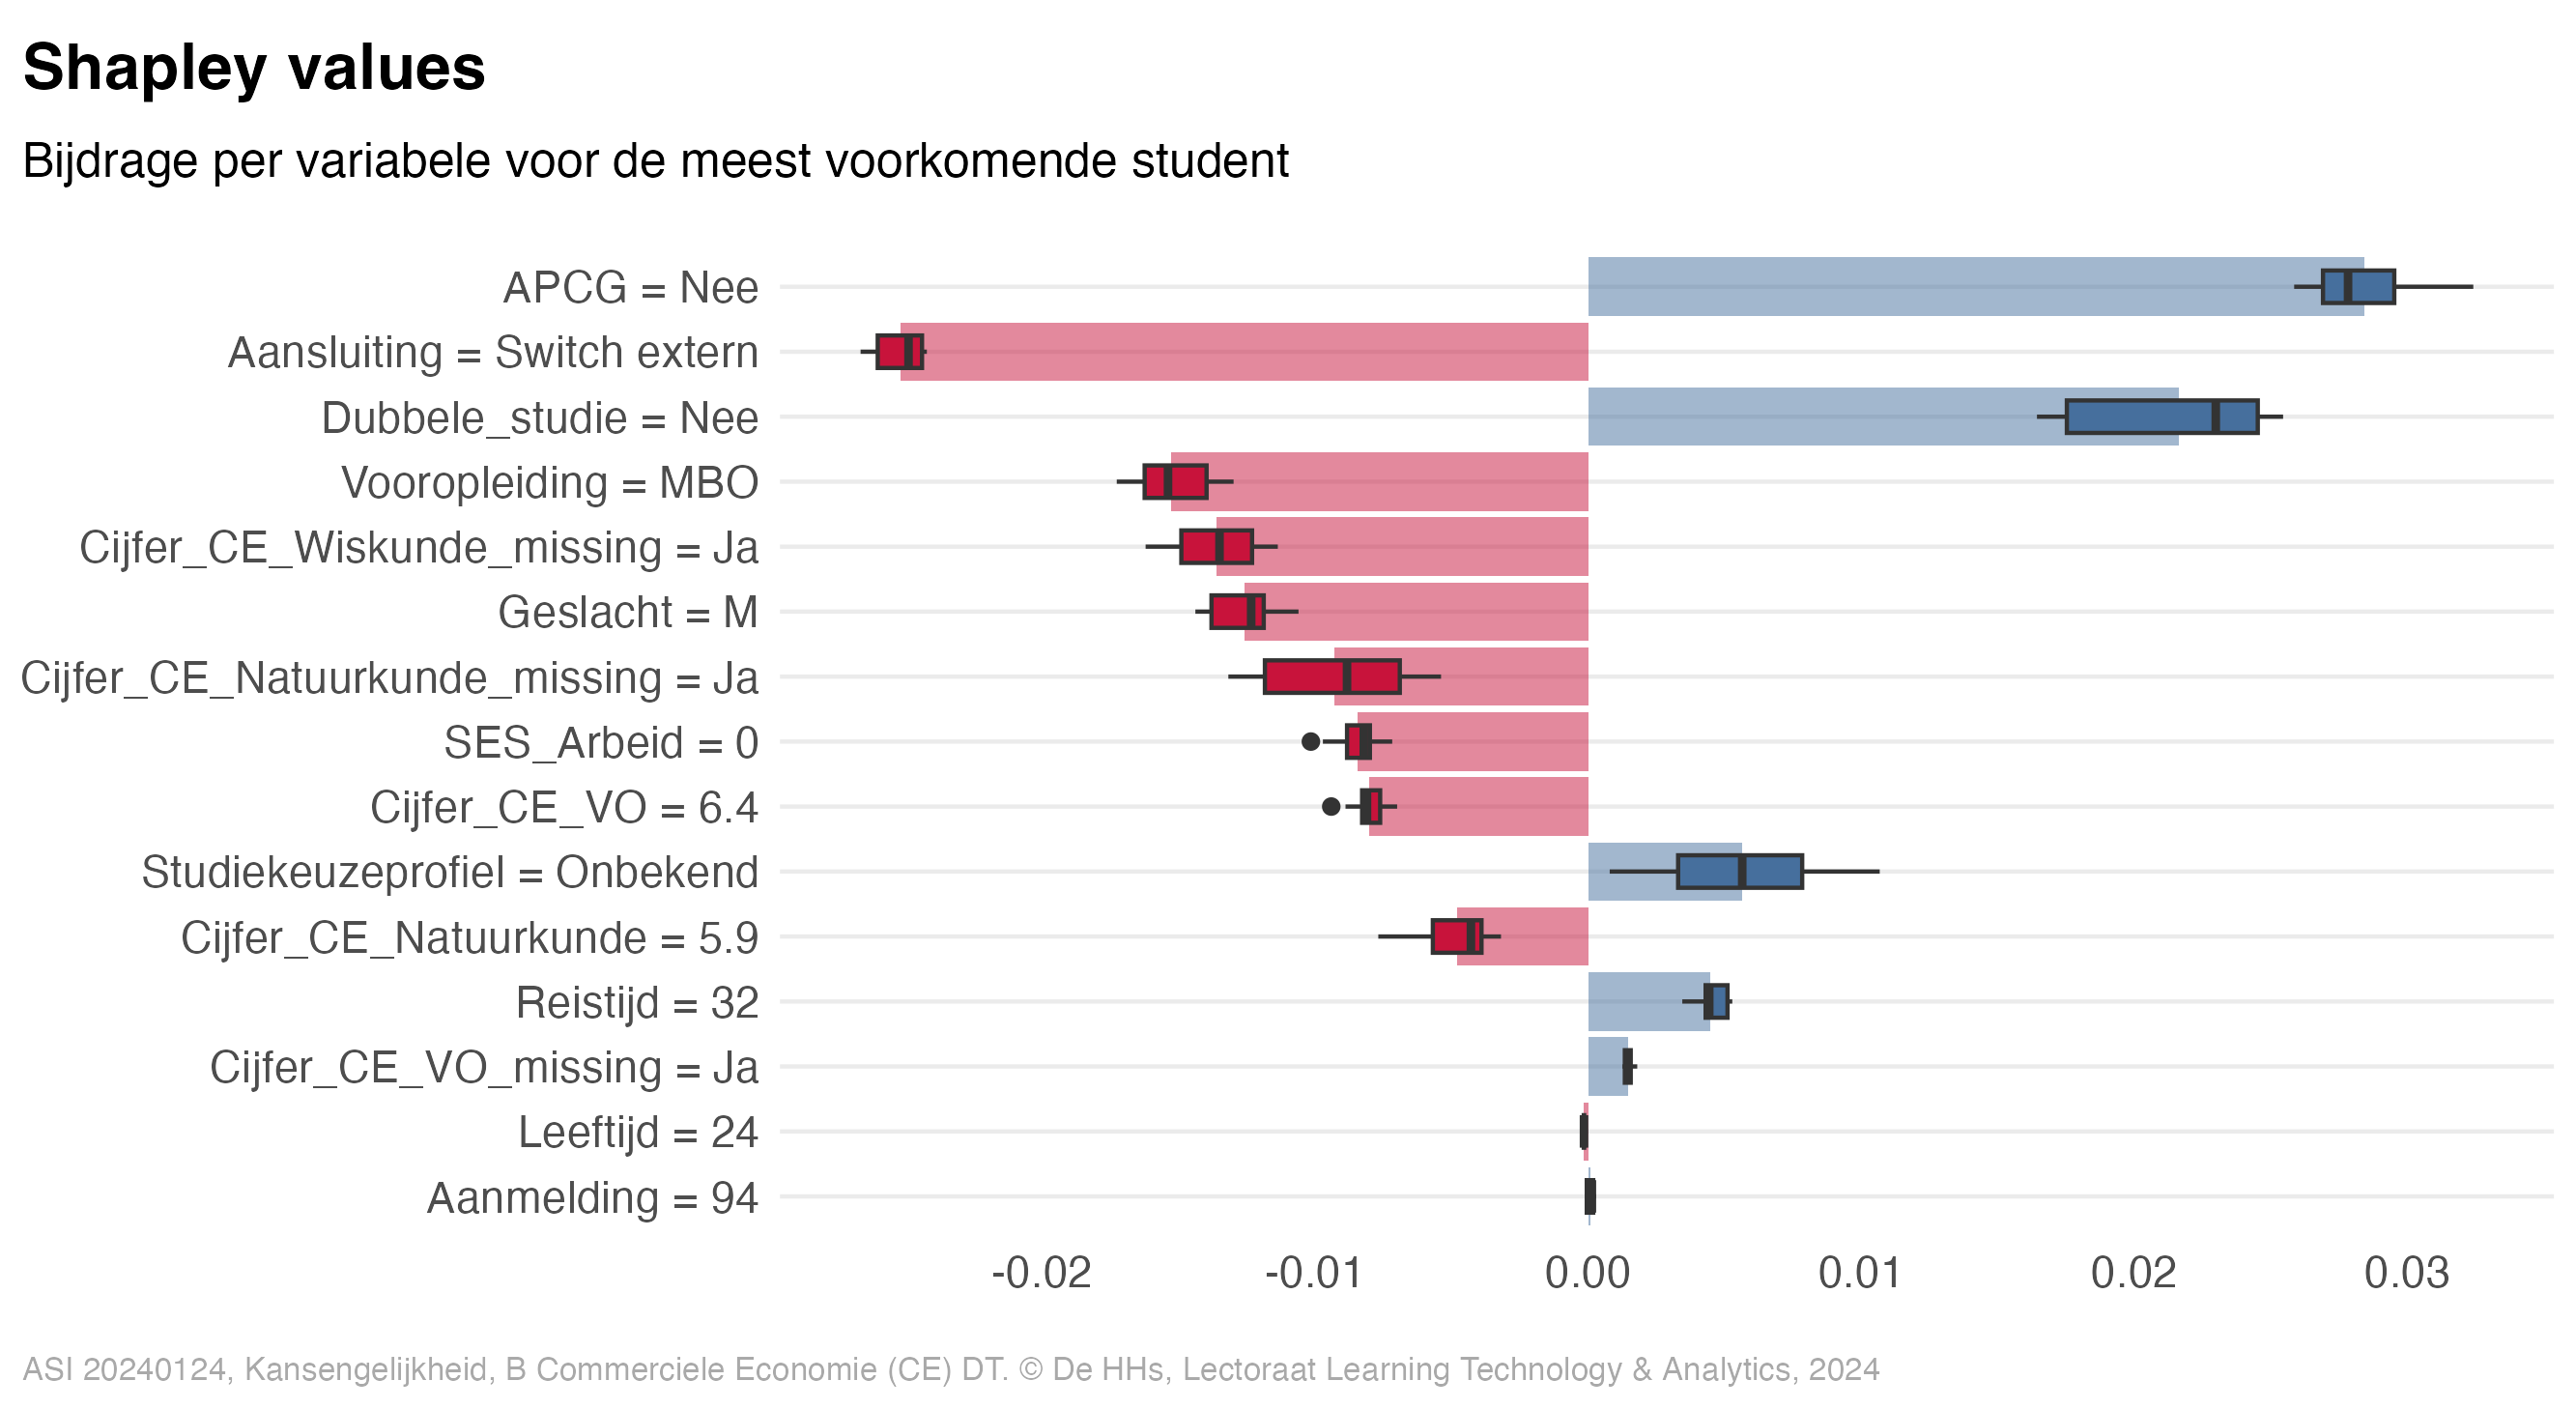 Shapley values
Bijdrage per variabele voor de meest voorkomende student
APCG = Nee
Aansluiting = Switch extern
Dubbele_studie = Nee
Vooropleiding = MBO
Cijfer_CE_Wiskunde_missing = Ja
Geslacht = M
Cijfer_CE_Natuurkunde_missing = Ja
SES_Arbeid = 0
Cijfer_CE_VO = 6.4
Studiekeuzeprofiel = Onbekend
Cijfer_CE_Natuurkunde = 5.9
Reistijd = 32
Cijfer_CE_VO_missing = Ja
Leeftijd = 24
Aanmelding = 94
-0.02 -0.01 0.00 0.01 0.02 0.03
ASI 20240124, Kansengelijkheid, B Commerciele Economie (CE) DT. © De HHs, Lectoraat Learning Technology & Analytics, 2024